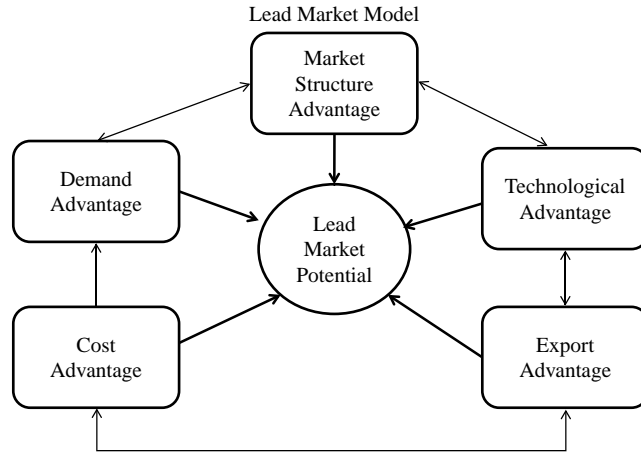 Lead Market Model
Market
Structure
Advantage
Demand
Advantage
Technological
Advantage
Lead
Market
Potential
Cost
Advantage
Export
Advantage